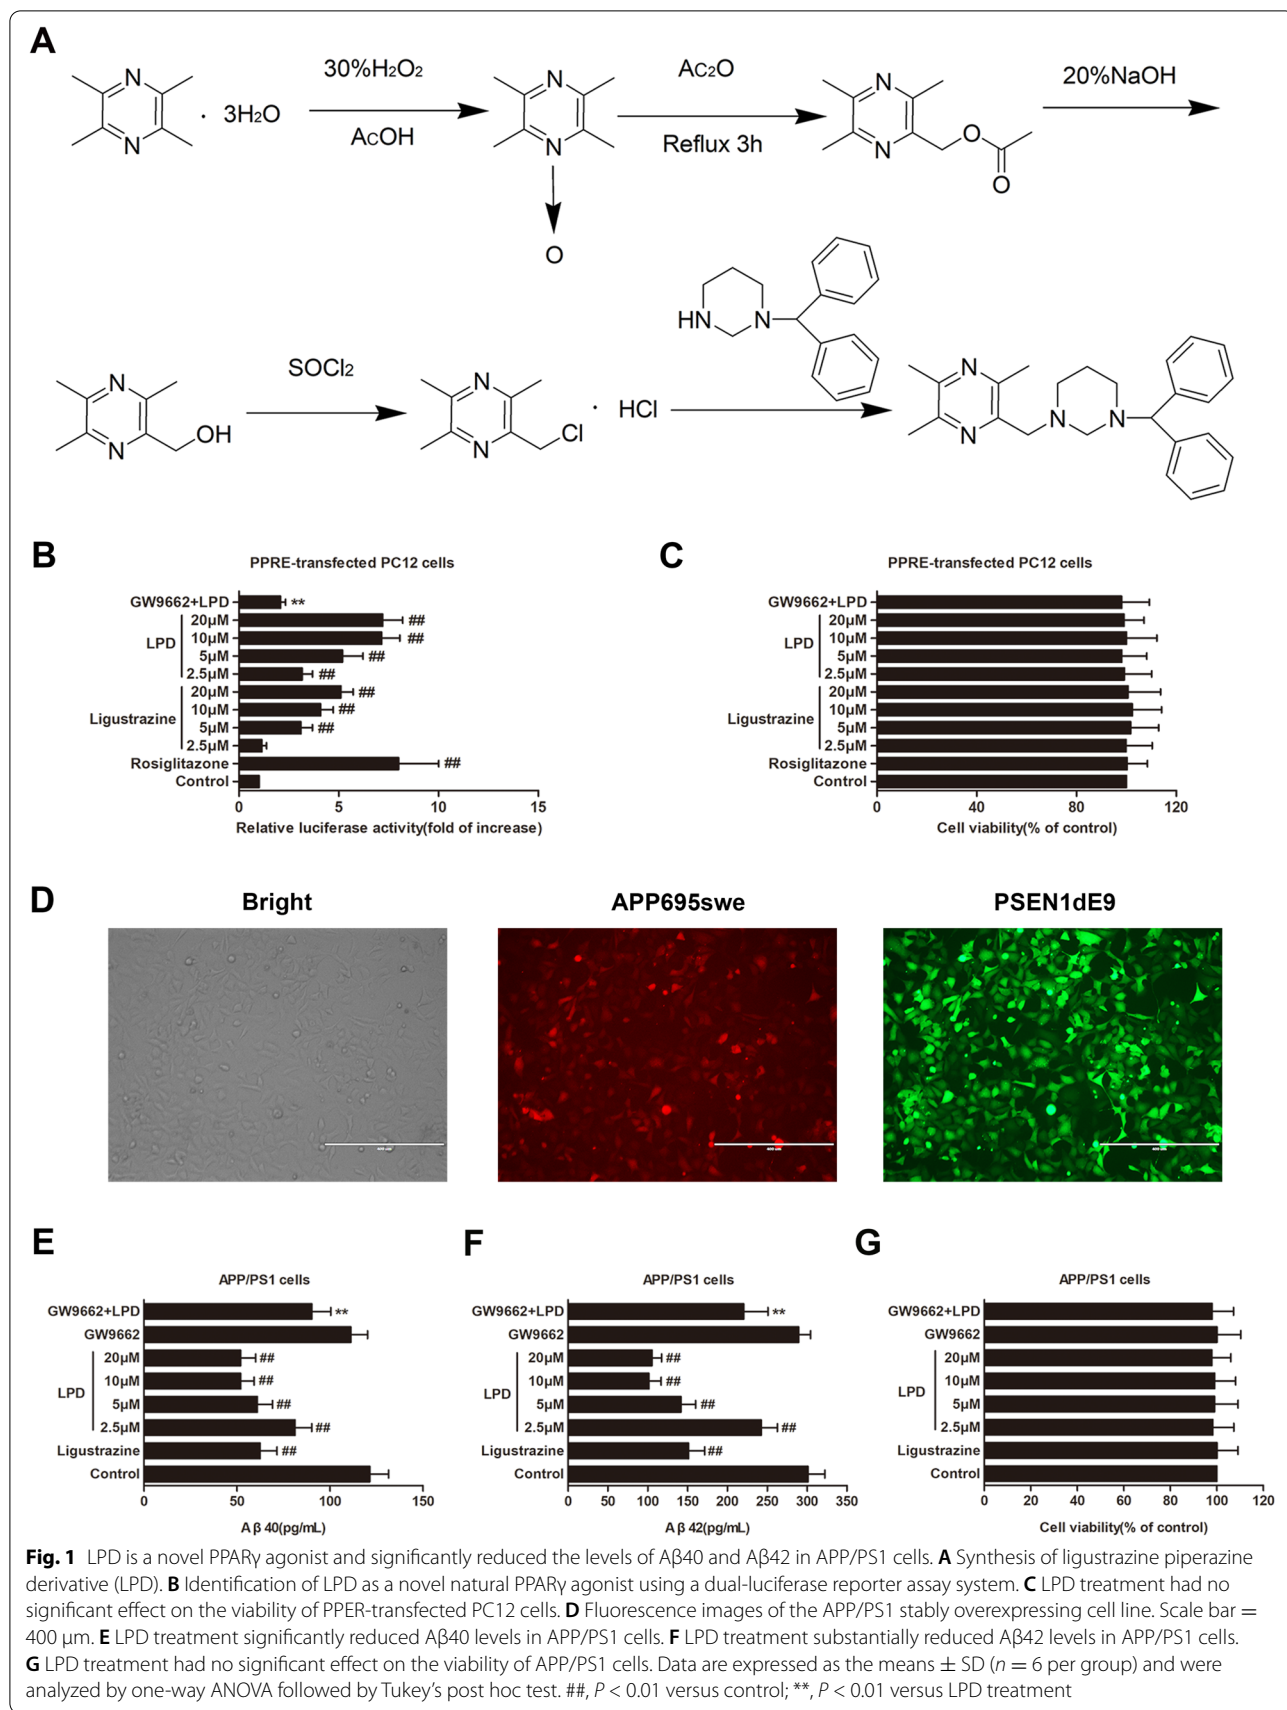 A
N
N
· 3H2O
30%H2O2
AcOH
N
N
O
Ac2O
Reflux 3h
N
N
O
O
20%NaOH
N
N
OH
SOCl2
N
N
Cl
· HCl
HN
N
N
N
N
N
B
PPRE-transfected PC12 cells
GW9662+LPD
**
20μM
##
10μM
##
LPD
5μM
##
2.5μM
##
20μM
##
10μM
##
Ligustrazine
5μM
##
2.5μM
Rosiglitazone
##
Control
0 5 10 15
Relative luciferase activity(fold of increase)
C
PPRE-transfected PC12 cells
GW9662+LPD
20μM
10μM
LPD
5μM
2.5μM
20μM
10μM
Ligustrazine
5μM
2.5μM
Rosiglitazone
Control
0 40 80 120
Cell viability(% of control)
D
Bright
APP695swe
PSEN1dE9
400 μm
400 μm
400 μm
E
APP/PS1 cells
GW9662+LPD
**
GW9662
20μM
##
10μM
##
LPD
5μM
##
2.5μM
##
Ligustrazine
##
Control
0 50 100 150
Aβ40(pg/mL)
F
APP/PS1 cells
GW9662+LPD
**
GW9662
20μM
##
10μM
##
LPD
5μM
##
2.5μM
##
Ligustrazine
##
Control
0 50 100 150 200 250 300 350
Aβ42(pg/mL)
G
APP/PS1 cells
GW9662+LPD
GW9662
20μM
10μM
LPD
5μM
2.5μM
Ligustrazine
Control
0 20 40 60 80 100 120
Cell viability(% of control)
Fig. 1 LPD is a novel PPARγ agonist and significantly reduced the levels of Aβ40 and Aβ42 in APP/PS1 cells. A Synthesis of ligustrazine piperazine
derivative (LPD). B Identification of LPD as a novel natural PPARγ agonist using a dual-luciferase reporter assay system. C LPD treatment had no
significant effect on the viability of PPER-transfected PC12 cells. D Fluorescence images of the APP/PS1 stably overexpressing cell line. Scale bar =
400 μm. E LPD treatment significantly reduced Aβ40 levels in APP/PS1 cells. F LPD treatment substantially reduced Aβ42 levels in APP/PS1 cells.
G LPD treatment had no significant effect on the viability of APP/PS1 cells. Data are expressed as the means ± SD (n = 6 per group) and were
analyzed by one-way ANOVA followed by Tukey's post hoc test. ##, P < 0.01 versus control; **, P < 0.01 versus LPD treatment